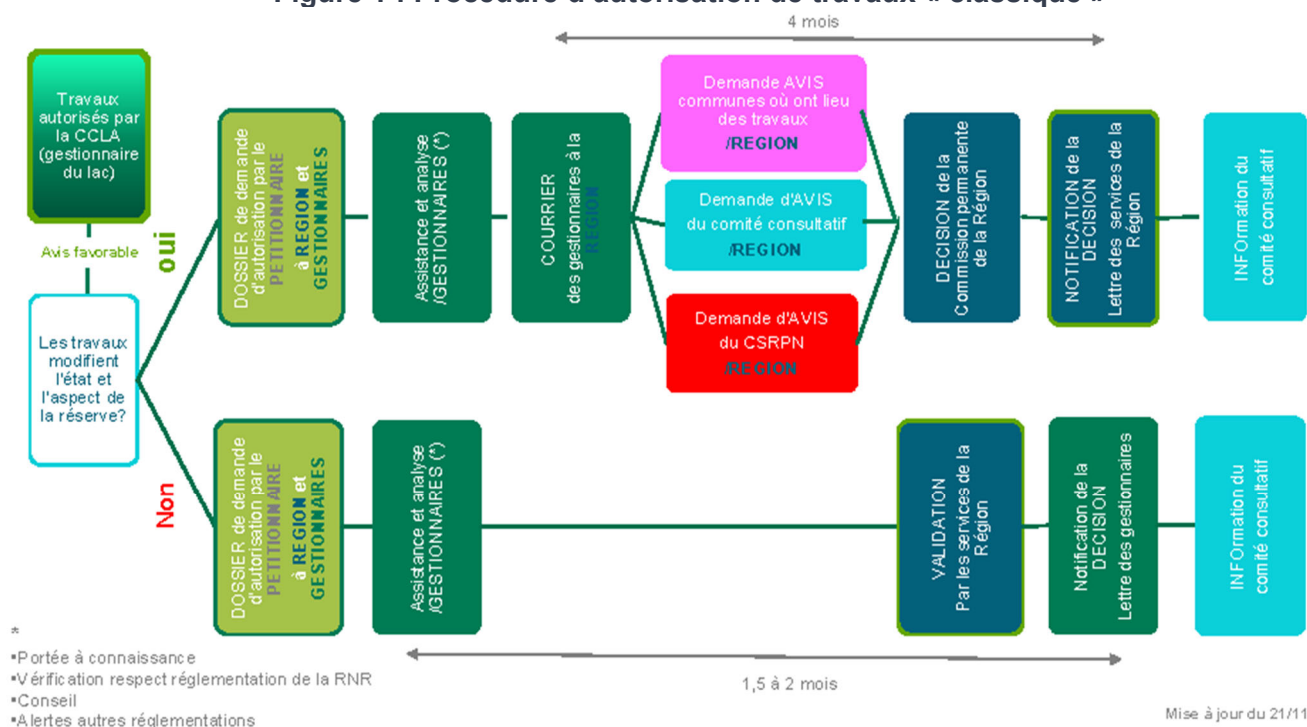 Figure 14 : Procédure d'autorisation de travaux « classique »
4 mois
Travaux
autorisés par
la CCLA
(gestionnaire
du lac)
Avis favorable
oui
Les travaux
modifient
l'état et
l'aspect de
la réserve?
Non
DOSSIER de demande
d'autorisation par le
PETITIONNAIRE
à REGION et
GESTIONNAIRES
Assistance et analyse
/GESTIONNAIRES (*)
COURRIER
des gestionnaires à la
REGION
Demande AVIS
communes où ont lieu
des travaux
/REGION
Demande d'AVIS
du comité consultatif
/REGION
Demande d'AVIS
du CSRPN
/REGION
DECISION de la
Commission permanente
de la Région
NOTIFICATION de la
DECISION
Lettre des services de la
Région
INFOrmation du
comité consultatif
DOSSIER de demande
d'autorisation par le
PETITIONNAIRE
à REGION et
GESTIONNAIRES
Assistance et analyse
/GESTIONNAIRES (*)
VALIDATION
Par les services de la
Région
Notification de la
DECISION
Lettre des gestionnaires
INFOrmation du
comité consultatif
1,5 à 2 mois
*
▪Portée à connaissance
▪Vérification respect réglementation de la RNR
▪Conseil
▪Alertes autres réglementations
Mise à jour du 21/11